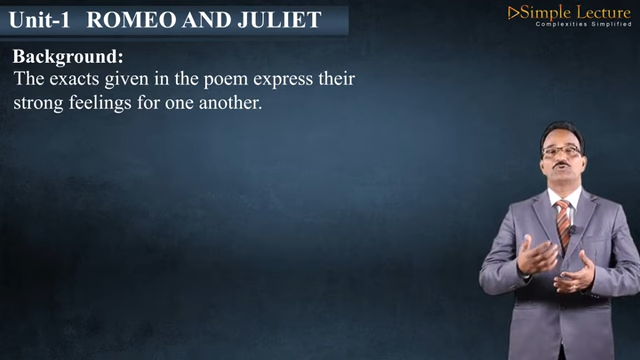 Unit-1 ROMEO AND JULIET
Simple Lecture
Complexities Simplified
Background:
The exacts given in the poem express their
strong feelings for one another.